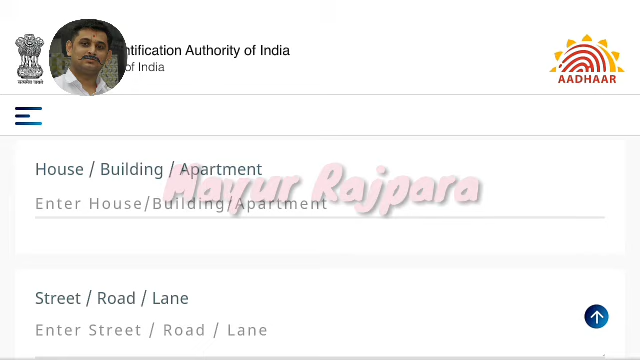 ntification Authority of India
of India
AADHAAR
House / Building / Apartment
Mayur Rajpara
Enter House/Building/Apartment
Street / Road / Lane
Enter Street / Road / Lane